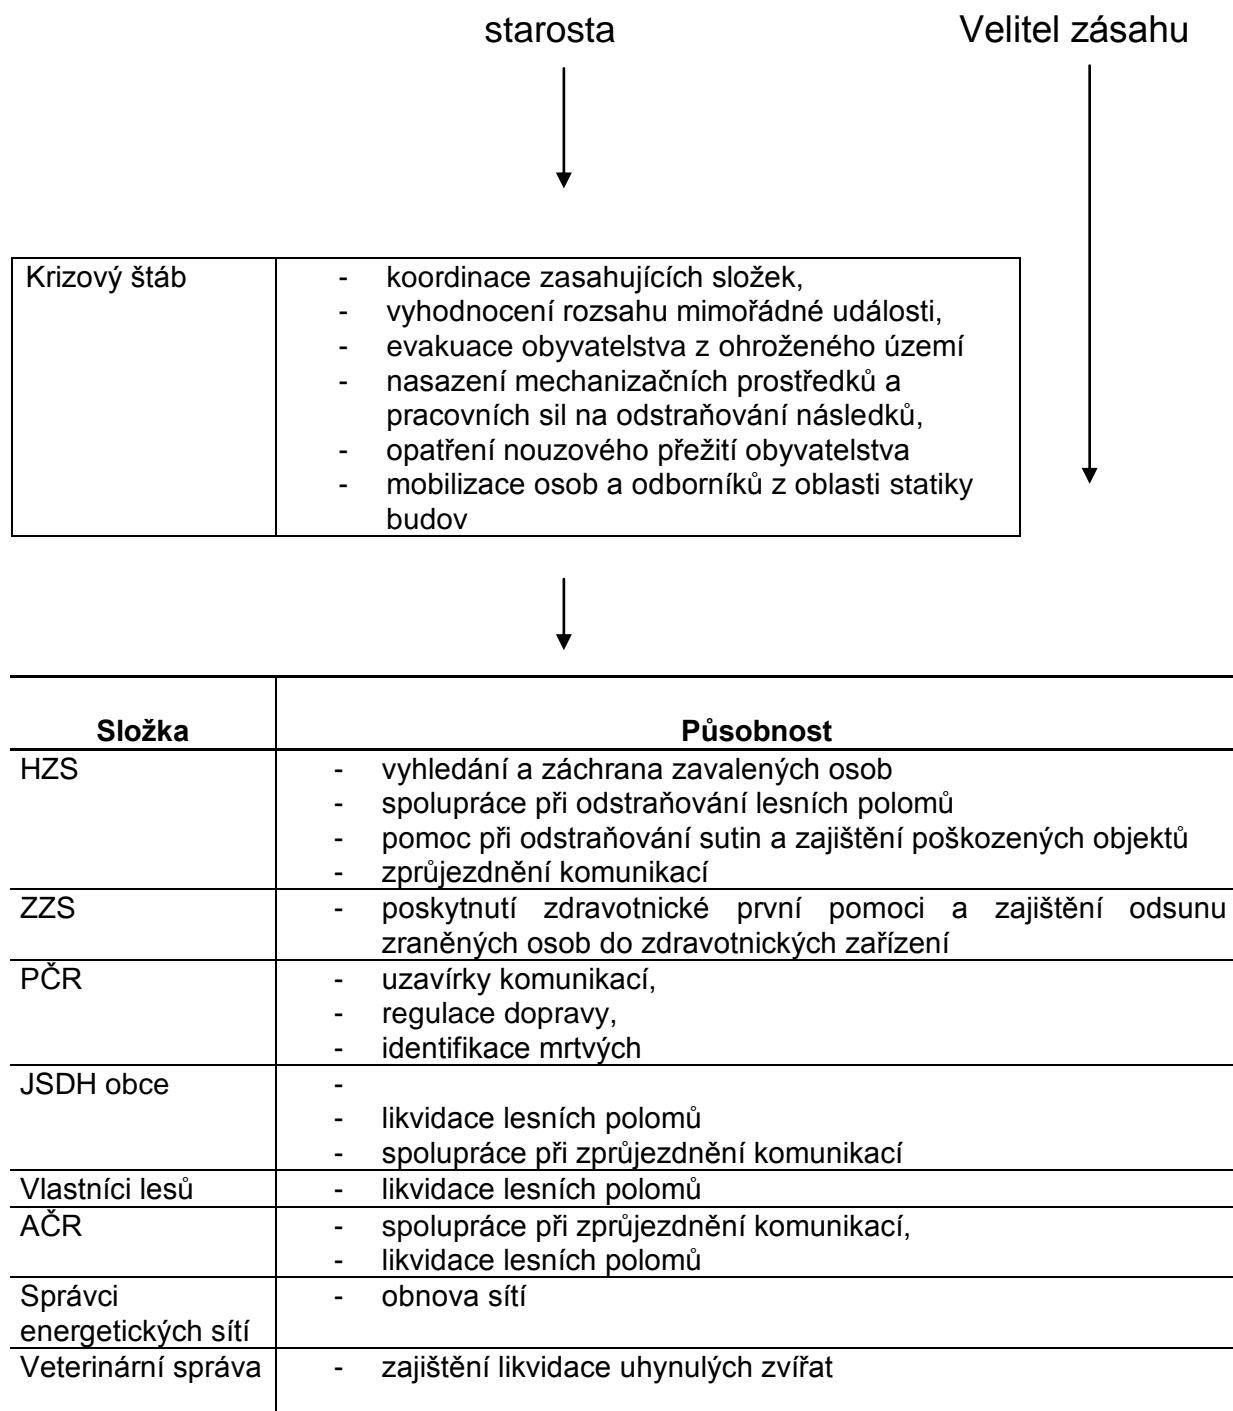 starosta Velitel zásahu
Krizový štáb - koordinace zasahujících složek,
- vyhodnocení rozsahu mimořádné události,
- evakuace obyvatelstva z ohroženého území
- nasazení mechanizačních prostředků a
pracovních sil na odstraňování následků,
- opatření nouzového přežití obyvatelstva
- mobilizace osob a odborníků z oblasti statiky
budov
Složka Působnost
HZS - vyhledání a záchrana zavalených osob
- spolupráce při odstraňování lesních polomů
- pomoc při odstraňování sutin a zajištění poškozených objektů
- zprůjezdnění komunikací
ZZS - poskytnutí zdravotnické první pomoci a zajištění odsunu
zraněných osob do zdravotnických zařízení
PČR - uzavírky komunikací,
- regulace dopravy,
- identifikace mrtvých
JSDH obce -
- likvidace lesních polomů
- spolupráce při zprůjezdnění komunikací
Vlastníci lesů - likvidace lesních polomů
AČR - spolupráce při zprůjezdnění komunikací,
- likvidace lesních polomů
Správci - obnova sítí
energetických sítí
Veterinární správa - zajištění likvidace uhynulých zvířat